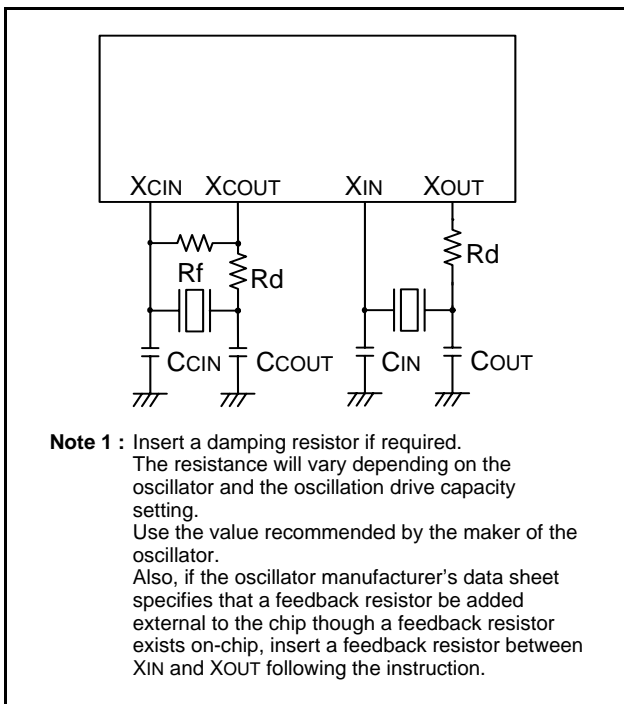 XCIN XCOUT XIN XOUT
Rd
Rf Rd
CCIN CCOUT CIN COUT
Note 1 : Insert a damping resistor if required.
The resistance will vary depending on the
oscillator and the oscillation drive capacity
setting.
Use the value recommended by the maker of the
oscillator.
Also, if the oscillator manufacturer’s data sheet
specifies that a feedback resistor be added
external to the chip though a feedback resistor
exists on-chip, insert a feedback resistor between
XIN and XOUT following the instruction.